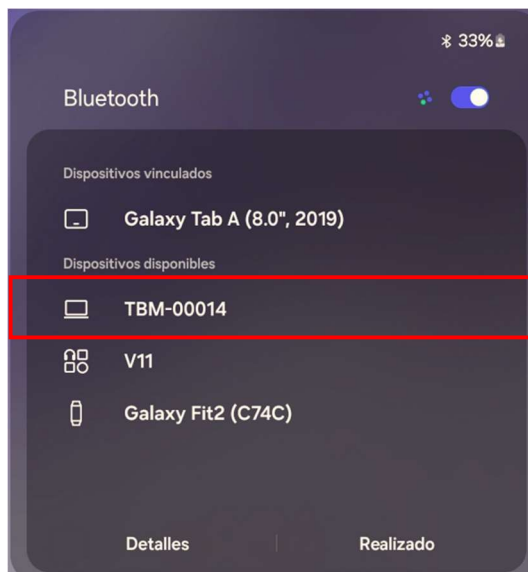 33%
Bluetooth
Dispositivos vinculados
Galaxy Tab A (8.0", 2019)
Dispositivos disponibles
TBM-00014
V11
Galaxy Fit2 (C74C)
Detalles Realizado